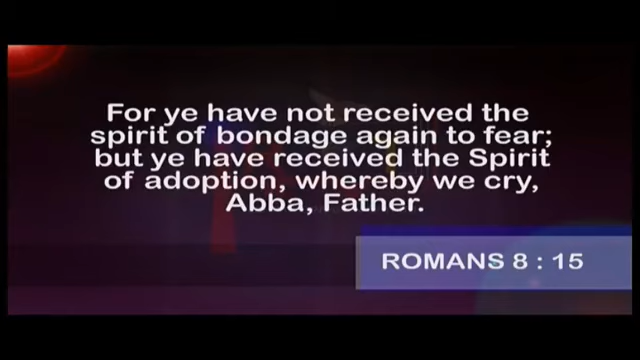 For ye have not received the
spirit of bondage again to fear;
but ye have received the Spirit
of adoption, whereby we cry,
Abba, Father.
ROMANS 8 : 15